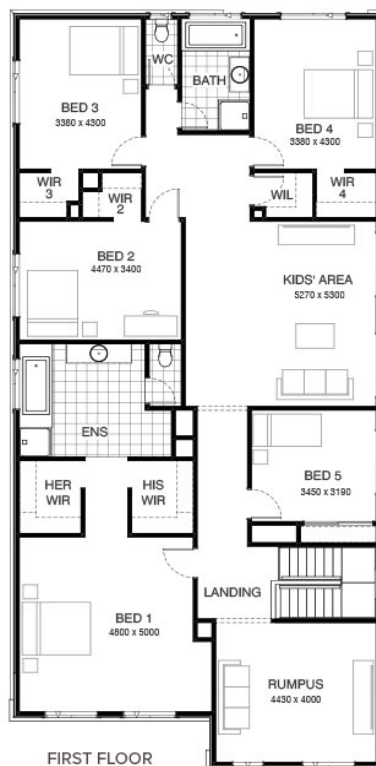 WC
BATH
BED 3
3380 x 4300
BED 4
3380 x 4300
WIR
3
WIR
2
WIL
WIR
4
BED 2
4470 x 3400
KIDS' AREA
5270 x 5300
ENS
HER
WIR
HIS
WIR
BED 5
3450 x 3190
LANDING
BED 1
4800 x 5000
RUMPUS
4430 x 4000
FIRST FLOOR